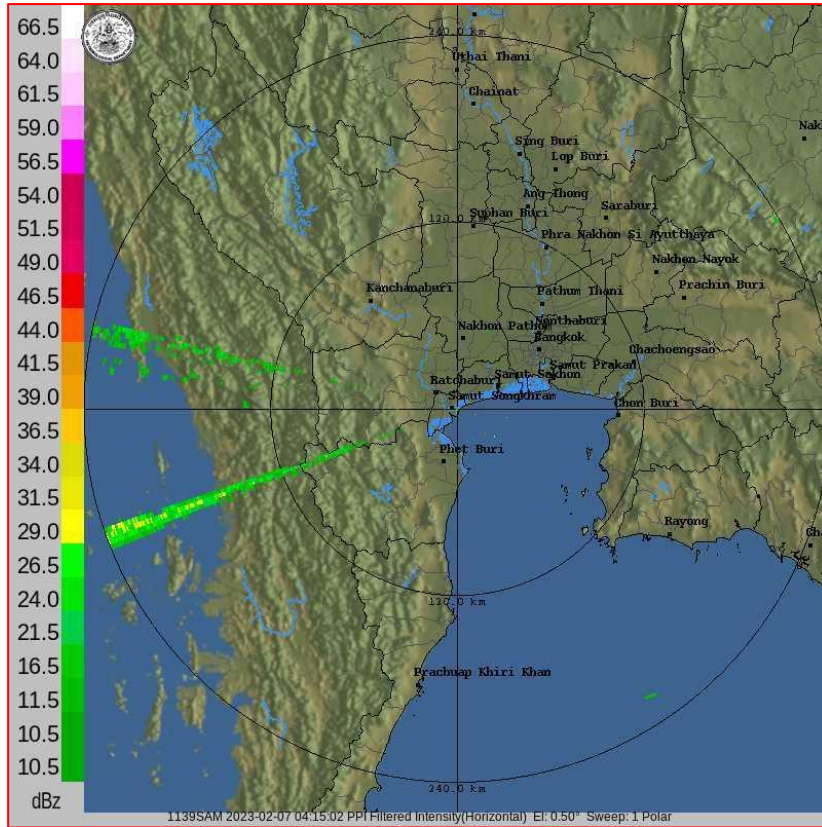 66.5
64.0
61.5
59.0
56.5
54.0
51.5
49.0
46.5
44.0
41.5
39.0
36.5
34.0
31.5
29.0
26.5
24.0
21.5
16.5
11.5
10.5
dBz
240.0 km
Uthai Thani
Chainat
Sing Buri
Lop Buri
Ang Thong
Saraburi
120.0 km
Suphan Buri
Phra Nakhon Si Ayutthaya
Nakhon Nayok
Kanchanaburi
Pathum Thani
Prachin Buri
Nakhon Pathom
Nonthaburi
Bangkok
Chachoengsao
Samut Prakan
Samut Sakhon
Ratchaburi
Samut Songkhram
Chon Buri
Phet Buri
Rayong
120.0 km
Prachuap Khiri Khan
240.0 km
1139SAM 2023-02-07 04:15:02 PPI Filtered Intensity(Horizontal) El: 0.50° Sweep: 1 Polar